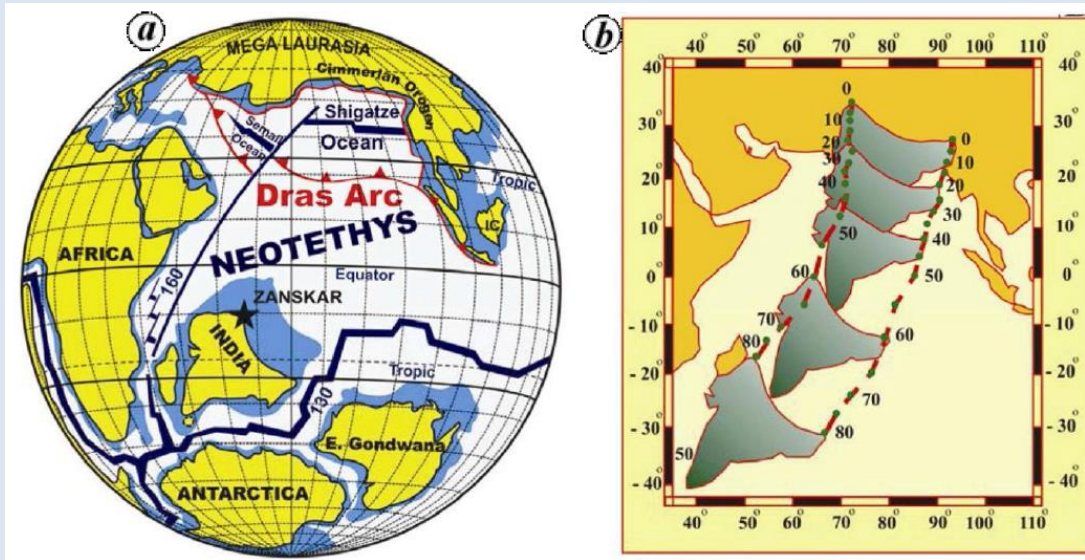 a
MEGA LAURASIA
Cimmerian Orogen
Shigatze
Ocean
Semail
Ocean
Tropic
Dras Arc
IC
AFRICA
NEOTETHYS
160
Equator
ZANSKAR
INDIA
Tropic
130
E. Gondwana
ANTARCTICA
b
40° 50° 60° 70° 80° 90° 100° 110°
40° 40°
0
30° 10 0 30°
20 10
30
20° 40 20 20°
30
10° 50 40 10°
0° 60 50 0°
- 10° 70 60 - 10°
80
- 20° 70 - 20°
- 30° 80 - 30°
50
- 40° - 40°
40° 50° 60° 70° 80° 90° 100° 110°